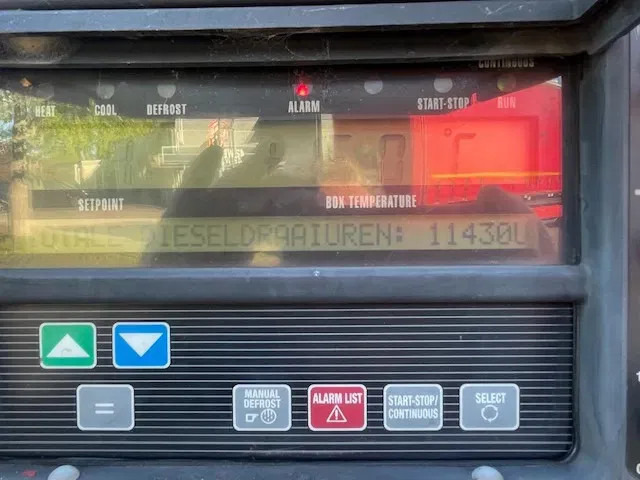 CONTINUOUS
HEAT COOL DEFROST ALARM START-STOP RUN
SETPOINT BOX TEMPERATURE
DIESELDRAAIUREN: 11430U
MANUAL DEFROST
ALARM LIST
START-STOP/ CONTINUOUS
SELECT
=